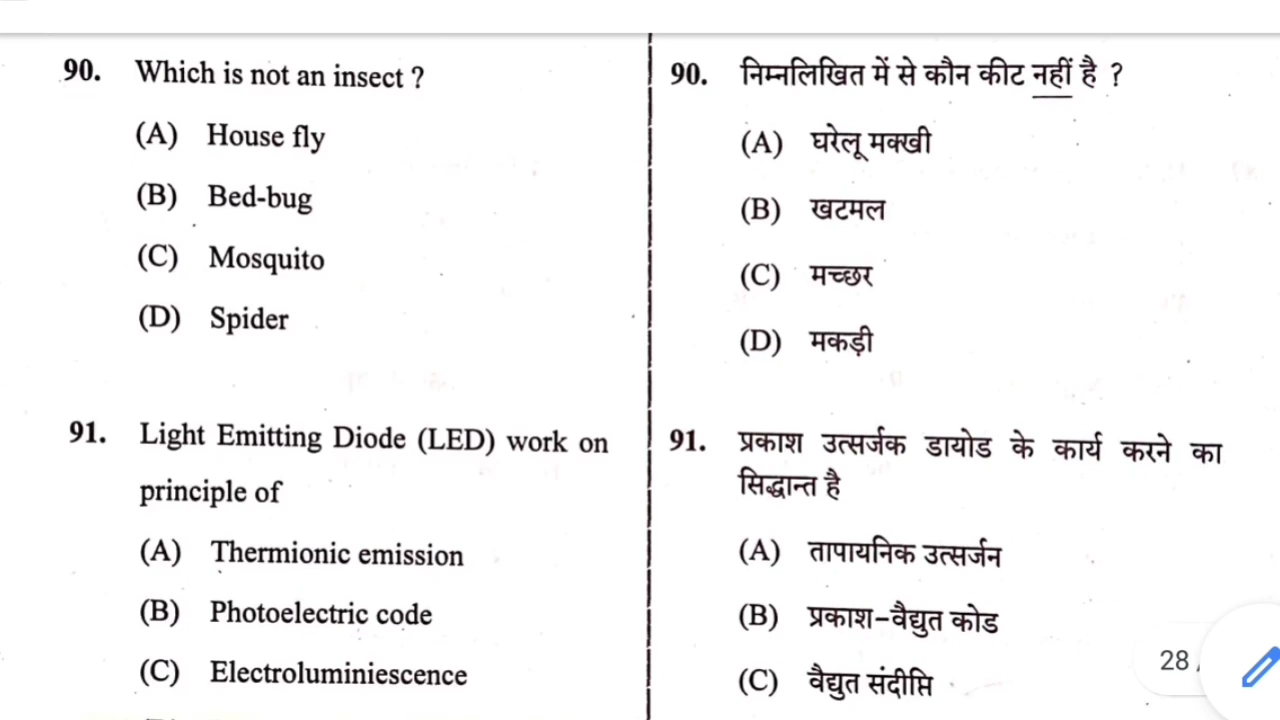 90. Which is not an insect ?
(A) House fly
(B) Bed-bug
(C) Mosquito
(D) Spider
91. Light Emitting Diode (LED) work on
principle of
(A) Thermionic emission
(B) Photoelectric code
(C) Electroluminiescence
90. निम्नलिखित में से कौन कीट नहीं है ?
(A) घरेलू मक्खी
(B) खटमल
(C) मच्छर
(D) मकड़ी
91. प्रकाश उत्सर्जक डायोड के कार्य करने का
सिद्धान्त है
(A) तापायनिक उत्सर्जन
(B) प्रकाश-वैद्युत कोड
(C) वैद्युत संदीप्ति
28